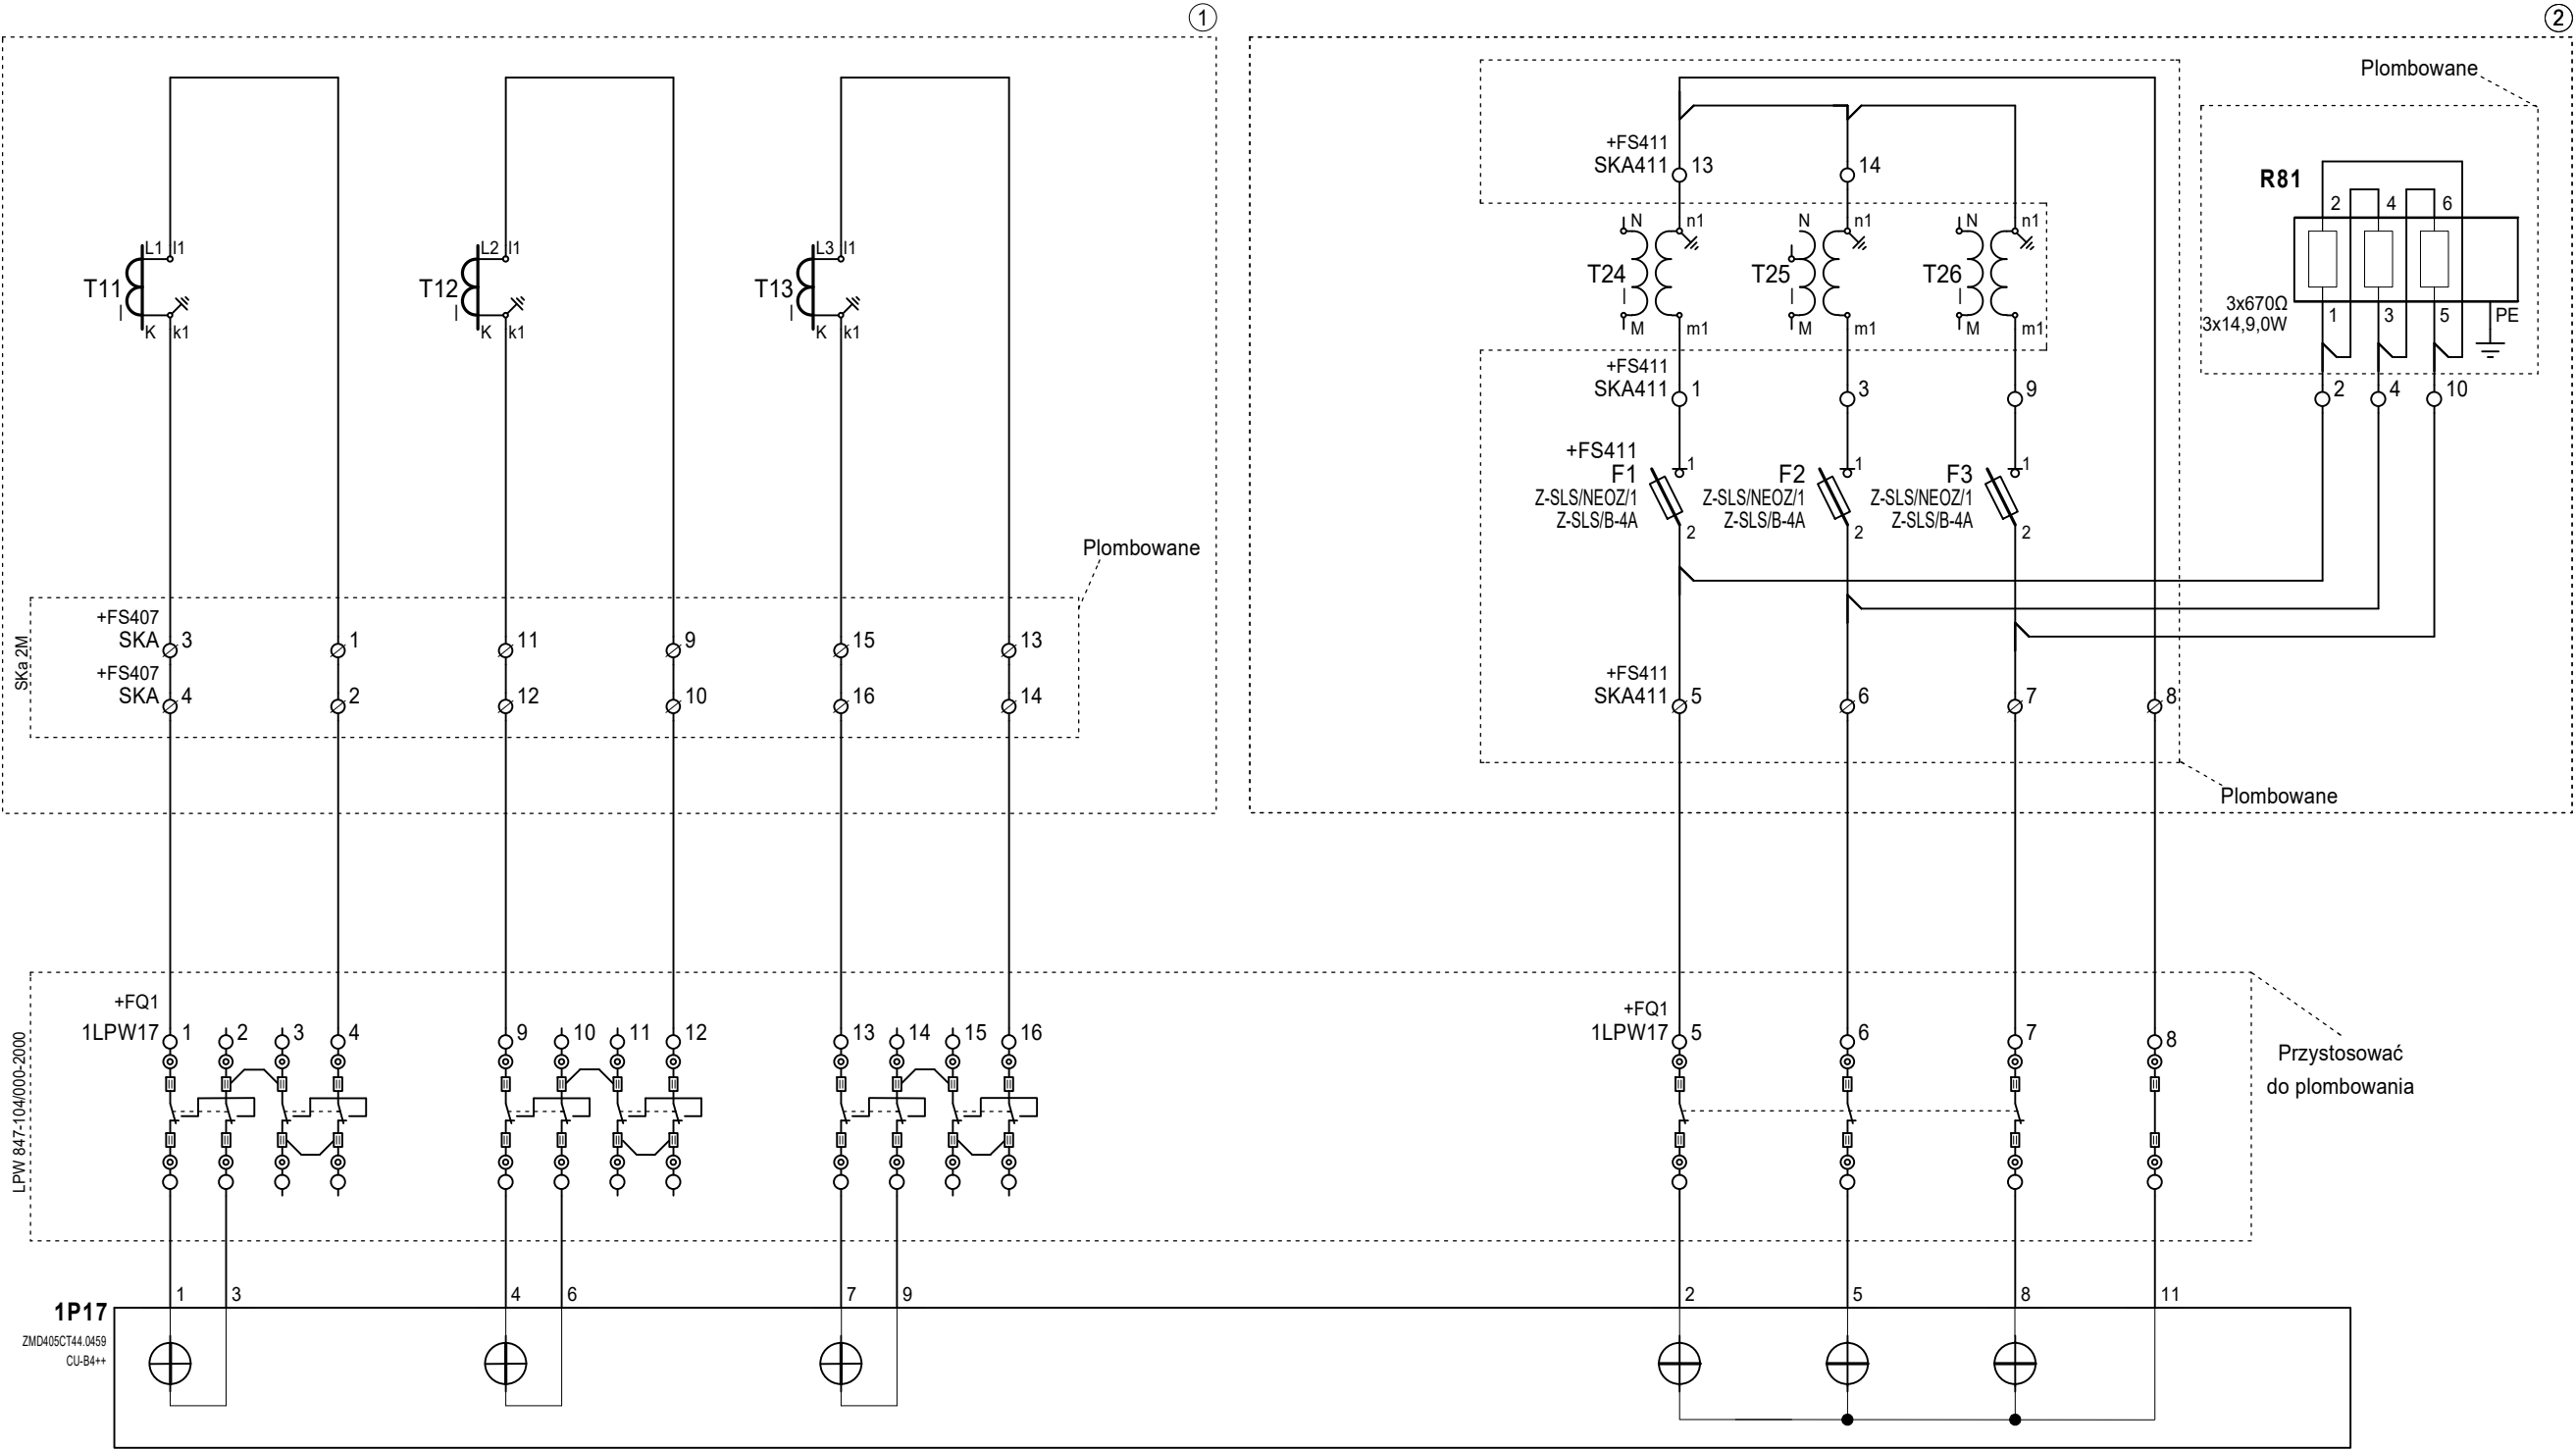 1
2
Plombowane
+FS411
SKA411 13 14
R81
2 4 6
L1 l1 L2 l1 L3 l1
T11 T12 T13
K k1 K k1 K k1
N n1 N n1 N n1
T24 T25 T26
M m1 M m1 M m1
3x670Ω
3x14,9,0W
1 3 5 PE
+FS411
SKA411 1 3 9
2 4 10
+FS411
F1 1 F2 1 F3 1
Z-SLS/NEOZ/1 Z-SLS/NEOZ/1 Z-SLS/NEOZ/1
Z-SLS/B-4A Z-SLS/B-4A Z-SLS/B-4A
2 2 2
Plombowane
SKa 2M
+FS407
SKA 3 1 11 9 15 13
+FS407
SKA 4 2 12 10 16 14
+FS411
SKA411 5 6 7 8
Plombowane
LPW 847-104/000-2000
+FQ1
1LPW17 1 2 3 4 9 10 11 12 13 14 15 16
+FQ1
1LPW17 5 6 7 8
Przystosować
do plombowania
1 3 4 6 7 9 2 5 8 11
1P17
ZMD405CT44.0459
CU-B4++